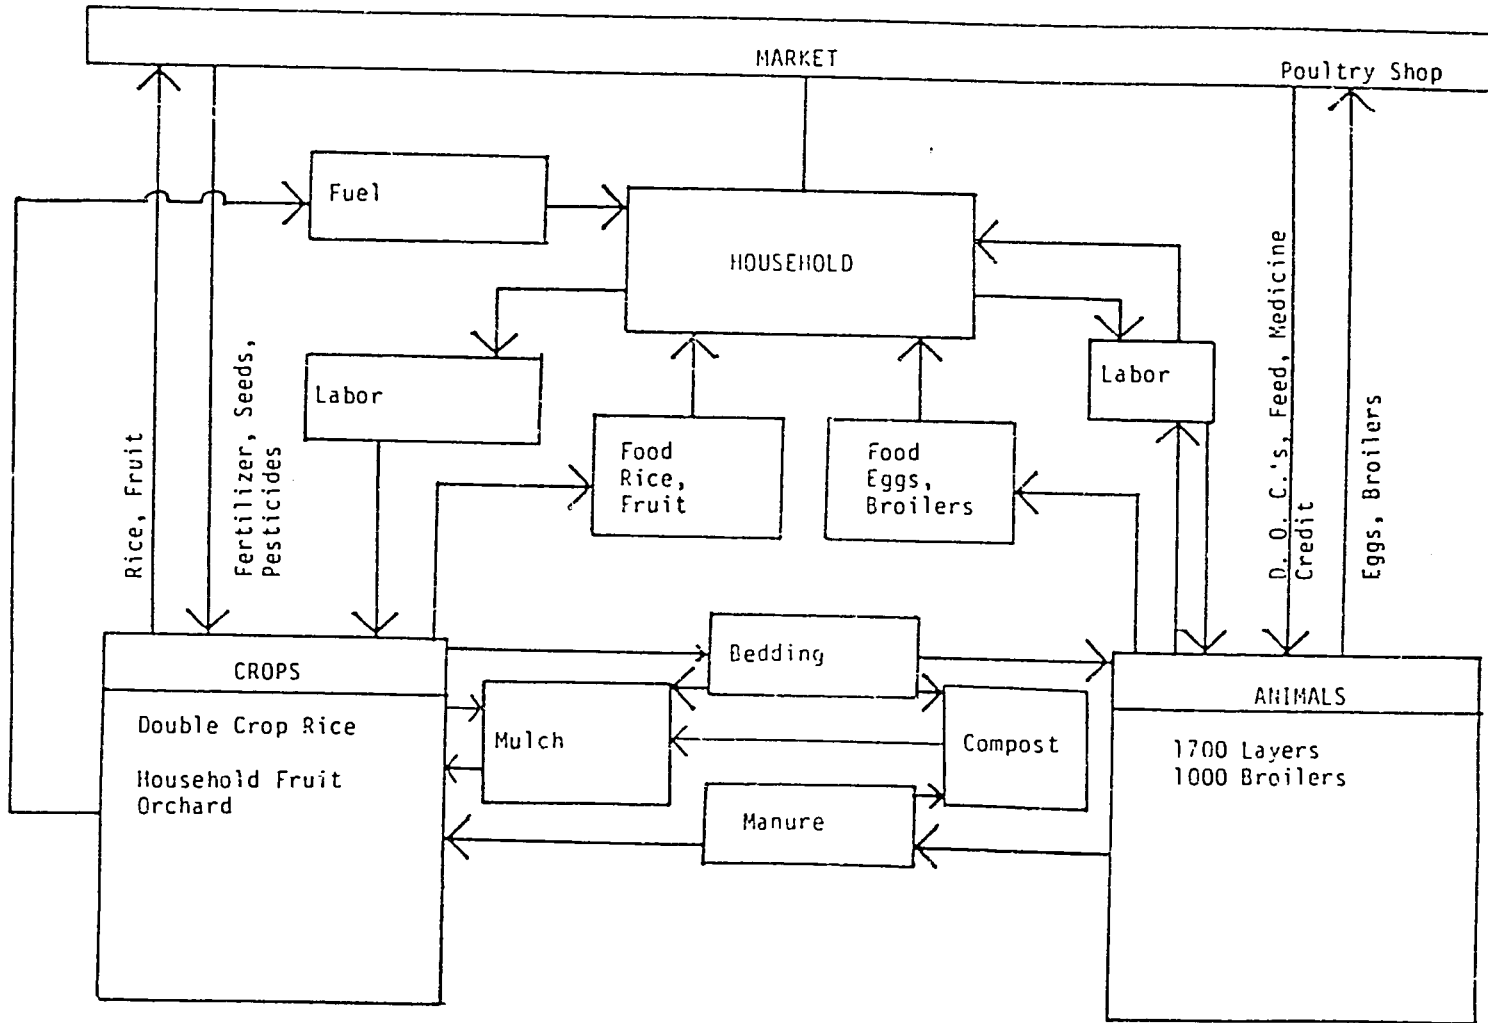 MARKET
Poultry Shop
Fuel
HOUSEHOLD
Labor
Labor
Food
Rice,
Fruit
Food
Eggs,
Broilers
Rice, Fruit
Fertilizer, Seeds,
Pesticides
D. O. C.'s, Feed, Medicine
Credit
Eggs, Broilers
Bedding
CROPS
Double Crop Rice
Household Fruit
Orchard
Mulch
Compost
Manure
ANIMALS
1700 Layers
1000 Broilers